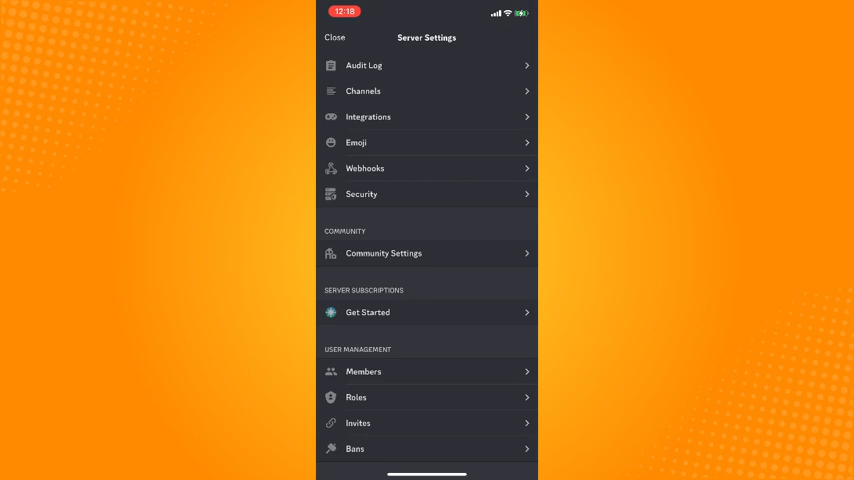 12:18
Close
Server Settings
Audit Log
Channels
Integrations
Emoji
Webhooks
Security
COMMUNITY
Community Settings
SERVER SUBSCRIPTIONS
Get Started
USER MANAGEMENT
Members
Roles
Invites
Bans